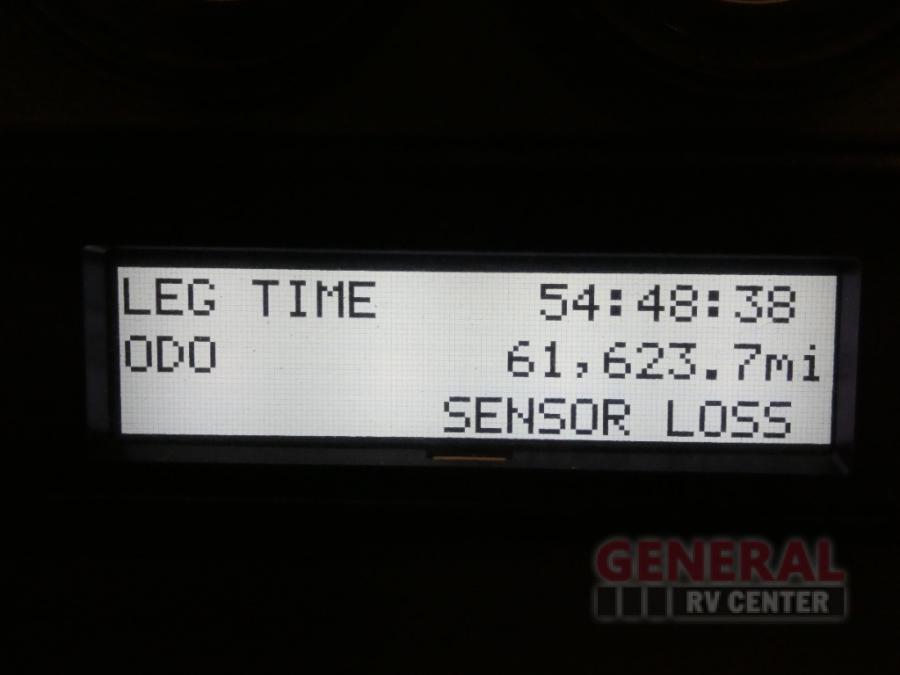 LEG TIME 54:48:38
ODO 61,623.7mi
SENSOR LOSS
GENERAL
RV CENTER